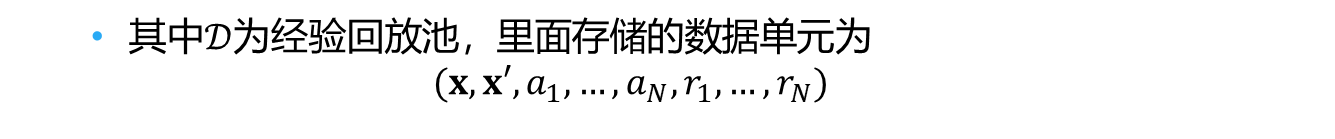 • 其中𝒟为经验回放池，里面存储的数据单元为
(𝐱, 𝐱′, a₁, … , a_N, r₁, … , r_N)